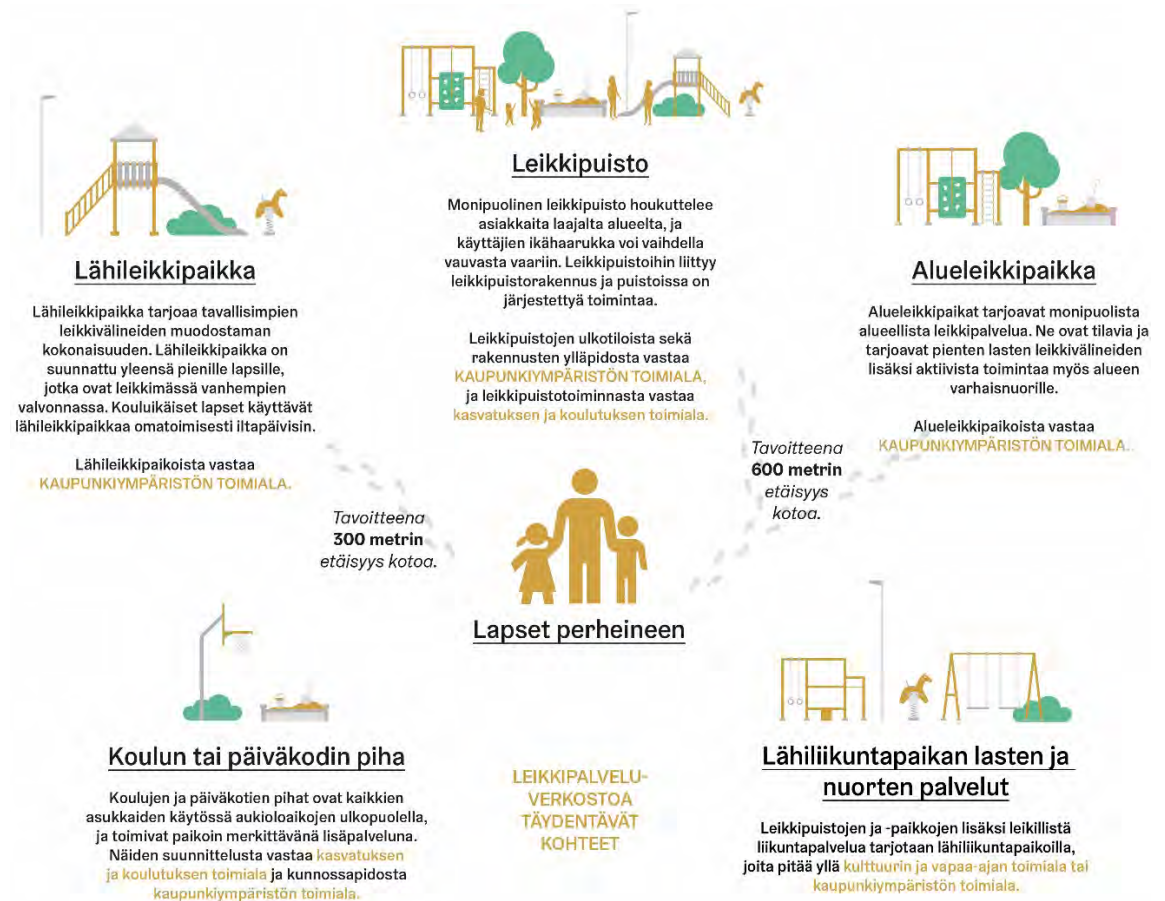 Leikkipuisto
Monipuolinen leikkipuisto houkuttelee
asiakkaita laajalta alueelta, ja
käyttäjien ikähaarukka voi vaihdella
vauvasta vaariin. Leikkipuistoihin liittyy
leikkipuistorakennus ja puistoissa on
järjestettyä toimintaa.
Leikkipuistojen ulkotiloista sekä
rakennusten ylläpidosta vastaa
KAUPUNKIYMPÄRISTÖN TOIMIALA,
ja leikkipuistotoiminnasta vastaa
kasvatuksen ja koulutuksen toimiala.
Lähileikkipaikka
Lähileikkipaikka tarjoaa tavallisimpien
leikkivälineiden muodostaman
kokonaisuuden. Lähileikkipaikka on
suunnattu yleensä pienille lapsille,
jotka ovat leikkimässä vanhempien
valvonnassa. Kouluikäiset lapset käyttävät
lähileikkipaikkaa omatoimisesti iltapäivisin.
Lähileikkipaikoista vastaa
KAUPUNKIYMPÄRISTÖN TOIMIALA.
Alueleikkipaikka
Alueleikkipaikat tarjoavat monipuolista
alueellista leikkipalvelua. Ne ovat tilavia ja
tarjoavat pienten lasten leikkivälineiden
lisäksi aktiivista toimintaa myös alueen
varhaisnuorille.
Alueleikkipaikoista vastaa
KAUPUNKIYMPÄRISTÖN TOIMIALA.
Tavoitteena
300 metrin
etäisyys kotoa.
Tavoitteena
600 metrin
etäisyys
kotoa.
Lapset perheineen
Koulun tai päiväkodin piha
Koulujen ja päiväkotien pihat ovat kaikkien
asukkaiden käytössä aukioloaikojen ulkopuolella,
ja toimivat paikoin merkittävänä lisäpalveluna.
Näiden suunnittelusta vastaa kasvatuksen
ja koulutuksen toimiala ja kunnossapidosta
kaupunkiympäristön toimiala.
LEIKKIPALVELU-
VERKOSTOA
TÄYDENTÄVÄT
KOHTEET
Lähiliikuntapaikan lasten ja
nuorten palvelut
Leikkipuistojen ja -paikkojen lisäksi leikillistä
liikuntapalvelua tarjotaan lähiliikuntapaikoilla,
joita pitää yllä kulttuurin ja vapaa-ajan toimiala tai
kaupunkiympäristön toimiala.